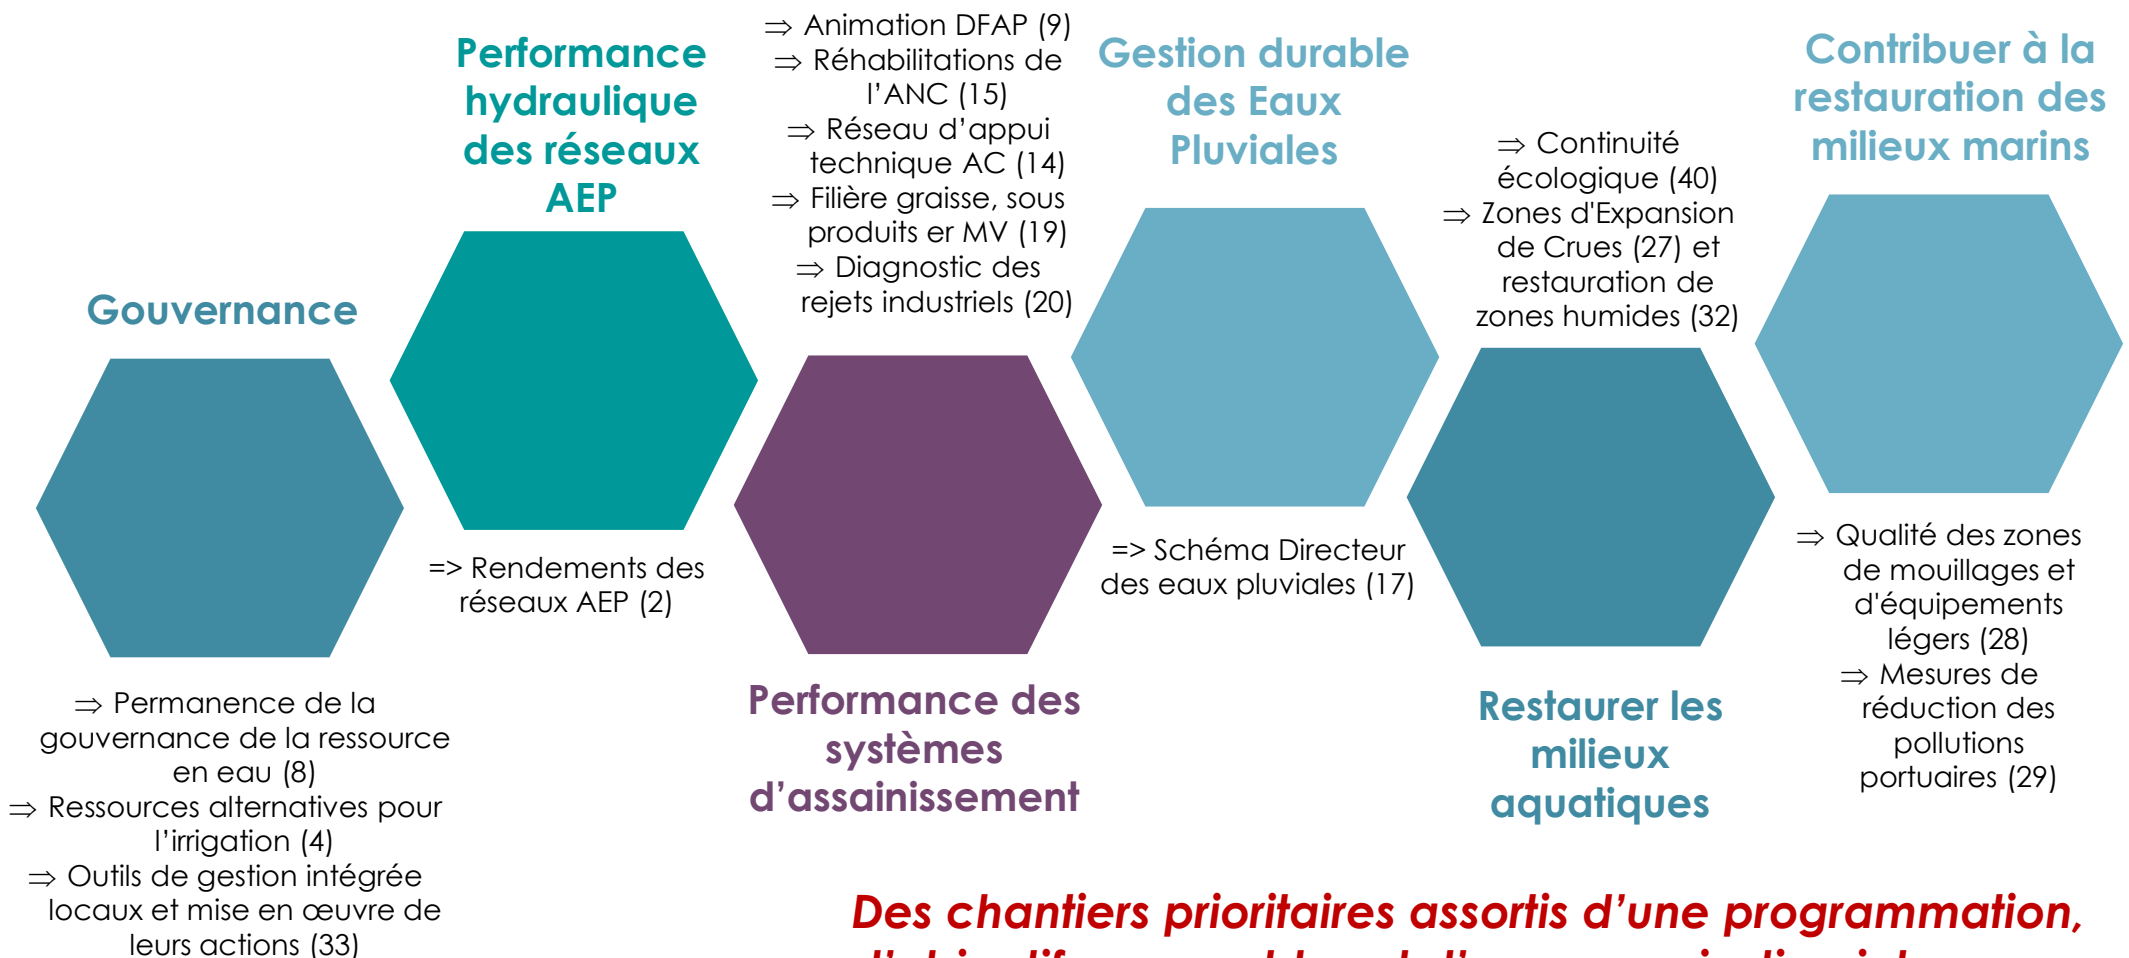 Gouvernance
⇒ Permanence de la
gouvernance de la ressource
en eau (8)
⇒ Ressources alternatives pour
l’irrigation (4)
⇒ Outils de gestion intégrée
locaux et mise en œuvre de
leurs actions (33)
Performance
hydraulique
des réseaux
AEP
=> Rendements des
réseaux AEP (2)
⇒ Animation DFAP (9)
⇒ Réhabilitations de
l’ANC (15)
⇒ Réseau d’appui
technique AC (14)
⇒ Filière graisse, sous
produits er MV (19)
⇒ Diagnostic des
rejets industriels (20)
Performance des
systèmes
d’assainissement
Gestion durable
des Eaux
Pluviales
=> Schéma Directeur
des eaux pluviales (17)
⇒ Continuité
écologique (40)
⇒ Zones d'Expansion
de Crues (27) et
restauration de
zones humides (32)
Restaurer les
milieux
aquatiques
Contribuer à la
restauration des
milieux marins
⇒ Qualité des zones
de mouillages et
d'équipements
légers (28)
⇒ Mesures de
réduction des
pollutions
portuaires (29)
Des chantiers prioritaires assortis d’une programmation,